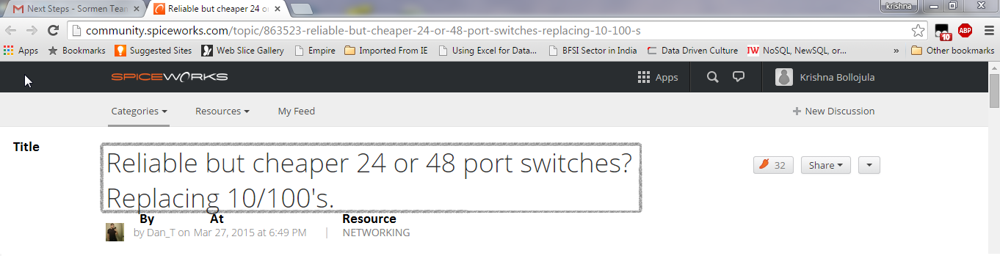 Next Steps - Sormen Team
Reliable but cheaper 24 or
krishna
community.spiceworks.com/topic/863523-reliable-but-cheaper-24-or-48-port-switches-replacing-10-100-s
10
ABP
Apps
Bookmarks
Suggested Sites
Web Slice Gallery
Empire
Imported From IE
Using Excel for Data...
BFSI Sector in India
Data Driven Culture
IW NoSQL, NewSQL, or...
»
Other bookmarks
SPICEWORKS
Apps
Krishna Bollojula
Categories
Resources
My Feed
+ New Discussion
Title
Reliable but cheaper 24 or 48 port switches?
Replacing 10/100's.
32
Share
By
At
Resource
by Dan_T on Mar 27, 2015 at 6:49 PM | NETWORKING